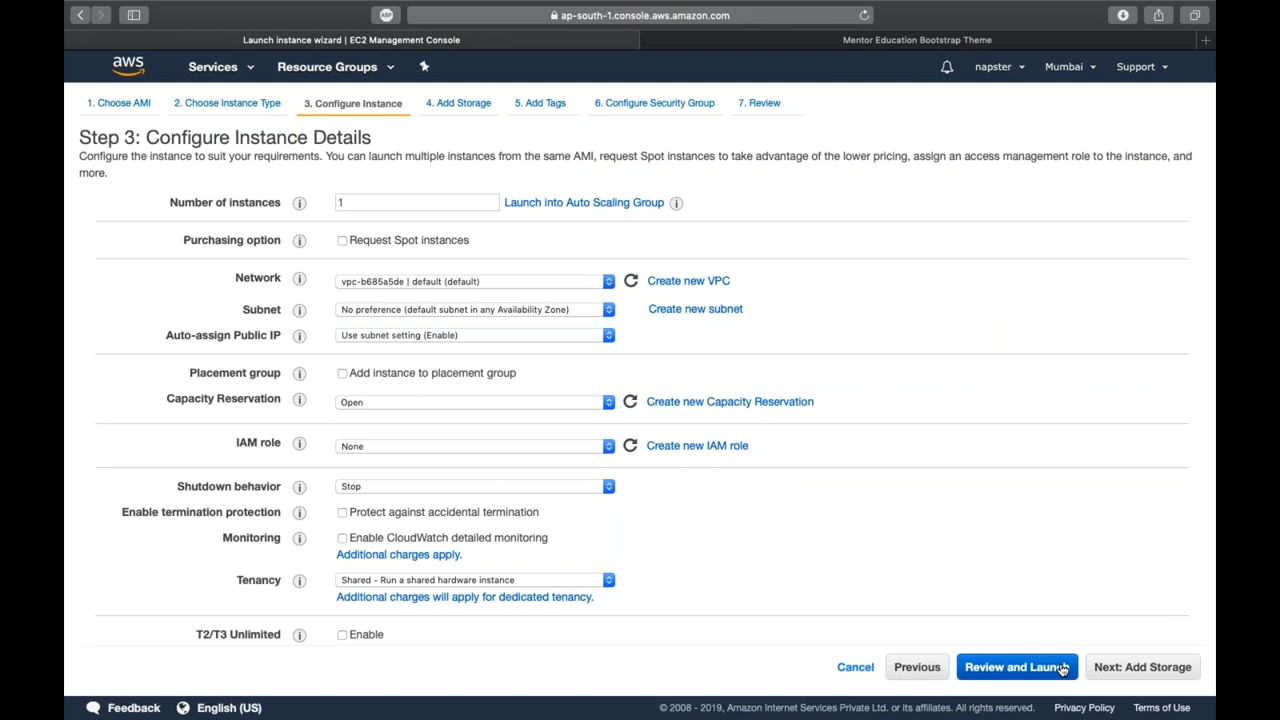 ABP
ap-south-1.console.aws.amazon.com
Launch instance wizard | EC2 Management Console
Mentor Education Bootstrap Theme
aws
Services
Resource Groups
napster
Mumbai
Support
1. Choose AMI
2. Choose Instance Type
3. Configure Instance
4. Add Storage
5. Add Tags
6. Configure Security Group
7. Review
Step 3: Configure Instance Details
Configure the instance to suit your requirements. You can launch multiple instances from the same AMI, request Spot instances to take advantage of the lower pricing, assign an access management role to the instance, and
more.
Number of instances
1
Launch into Auto Scaling Group
Purchasing option
Request Spot instances
Network
vpc-b685a5de | default (default)
Create new VPC
Subnet
No preference (default subnet in any Availability Zone)
Create new subnet
Auto-assign Public IP
Use subnet setting (Enable)
Placement group
Add instance to placement group
Capacity Reservation
Open
Create new Capacity Reservation
IAM role
None
Create new IAM role
Shutdown behavior
Stop
Enable termination protection
Protect against accidental termination
Monitoring
Enable CloudWatch detailed monitoring
Additional charges apply.
Tenancy
Shared - Run a shared hardware instance
Additional charges will apply for dedicated tenancy.
T2/T3 Unlimited
Enable
Cancel
Previous
Review and Launch
Next: Add Storage
Feedback
English (US)
© 2008 - 2019, Amazon Internet Services Private Ltd. or its affiliates. All rights reserved.
Privacy Policy
Terms of Use